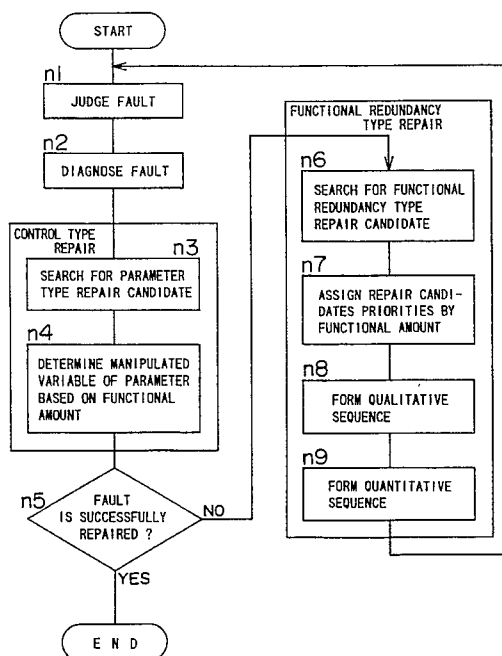 START
n1
JUDGE FAULT
n2
DIAGNOSE FAULT
CONTROL TYPE
REPAIR
n3
SEARCH FOR PARAMETER
TYPE REPAIR CANDIDATE
n4
DETERMINE MANIPULATED
VARIABLE OF PARAMETER
BASED ON FUNCTIONAL
AMOUNT
n5
FAULT
IS SUCCESSFULLY
REPAIRED ?
NO
YES
END
FUNCTIONAL REDUNDANCY
TYPE REPAIR
n6
SEARCH FOR FUNCTIONAL
REDUNDANCY TYPE
REPAIR CANDIDATE
n7
ASSIGN REPAIR CANDI-
DATES PRIORITIES BY
FUNCTIONAL AMOUNT
n8
FORM QUALITATIVE
SEQUENCE
n9
FORM QUANTITATIVE
SEQUENCE